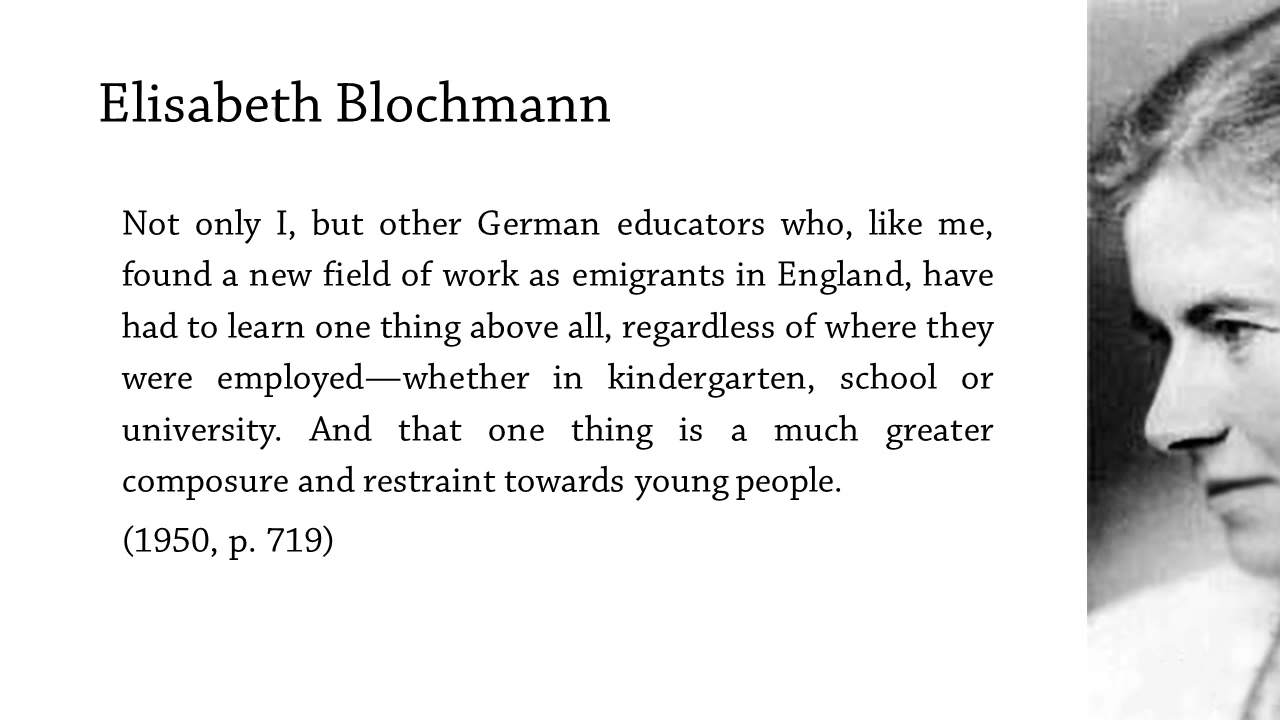 Elisabeth Blochmann
Not only I, but other German educators who, like me,
found a new field of work as emigrants in England, have
had to learn one thing above all, regardless of where they
were employed—whether in kindergarten, school or
university. And that one thing is a much greater
composure and restraint towards young people.
(1950, p. 719)